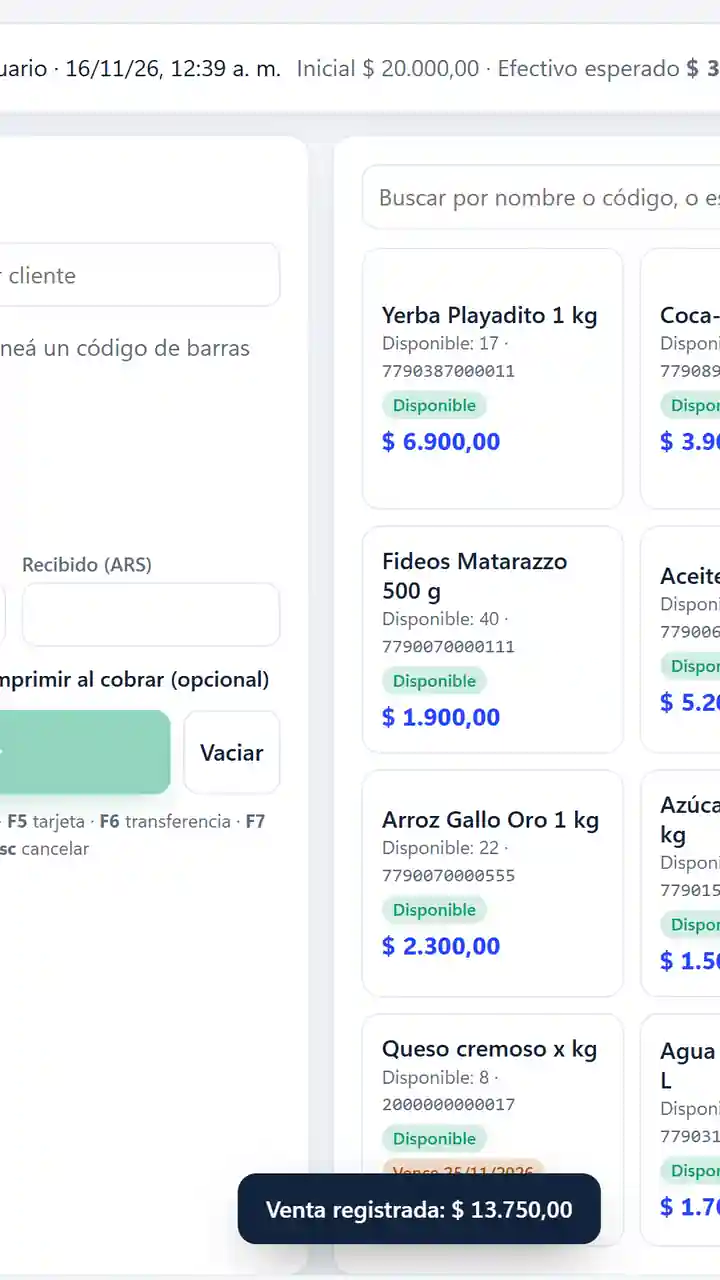 uario · 16/11/26, 12:39 a. m. Inicial $ 20.000,00 · Efectivo esperado $ 3
cliente
neá un código de barras
Recibido (ARS)
mprimir al cobrar (opcional)
Vaciar
· F5 tarjeta · F6 transferencia · F7
sc cancelar
Buscar por nombre o código, o es
Yerba Playadito 1 kg
Disponible: 17 ·
7790387000011
Disponible
$ 6.900,00
Coca-
Disponi
779089
Dispon
$ 3.90
Fideos Matarazzo
500 g
Disponible: 40 ·
7790070000111
Disponible
$ 1.900,00
Aceite
Disponi
779006
Dispon
$ 5.20
Arroz Gallo Oro 1 kg
Disponible: 22 ·
7790070000555
Disponible
$ 2.300,00
Azúca
kg
Disponi
779015
Dispon
$ 1.50
Queso cremoso x kg
Disponible: 8 ·
2000000000017
Disponible
Vence 25/11/2026
Agua
L
Disponi
779031
Dispon
$ 1.70
Venta registrada: $ 13.750,00